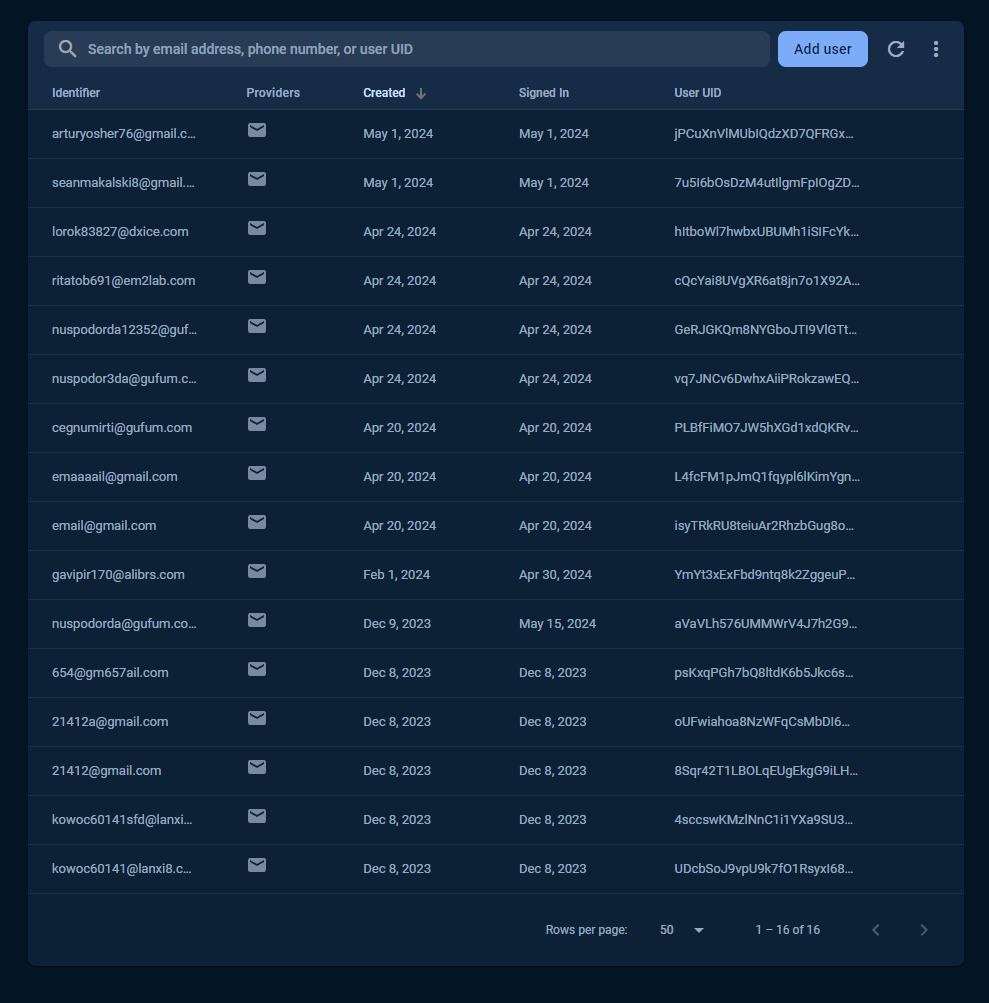 Search by email address, phone number, or user UID Add user
Identifier Providers Created Signed In User UID
arturyosher76@gmail.c... May 1, 2024 May 1, 2024 jPCuXnVlMUbIQdzXD7QFRGx...
seanmakalski8@gmail.... May 1, 2024 May 1, 2024 7u5I6bOsDzM4utIlgmFpIOgZD...
lorok83827@dxice.com Apr 24, 2024 Apr 24, 2024 hItboWl7hwbxUBUMh1iSIFcYk...
ritatob691@em2lab.com Apr 24, 2024 Apr 24, 2024 cQcYai8UVgXR6at8jn7o1X92A...
nuspodorda12352@guf... Apr 24, 2024 Apr 24, 2024 GeRJGKQm8NYGboJTI9VlGTt...
nuspodor3da@gufum.c... Apr 24, 2024 Apr 24, 2024 vq7JNCv6DwhxAiiPRokzawEQ...
cegnumirti@gufum.com Apr 20, 2024 Apr 20, 2024 PLBfFiMO7JW5hXGd1xdQKRv...
emaaaail@gmail.com Apr 20, 2024 Apr 20, 2024 L4fcFM1pJmQ1fqypl6lKimYgn...
email@gmail.com Apr 20, 2024 Apr 20, 2024 isyTRkRU8teiuAr2RhzbGug8o...
gavipir170@alibrs.com Feb 1, 2024 Apr 30, 2024 YmYt3xExFbd9ntq8k2ZggeuP...
nuspodorda@gufum.co... Dec 9, 2023 May 15, 2024 aVaVLh576UMMWrV4J7h2G9...
654@gm657ail.com Dec 8, 2023 Dec 8, 2023 psKxqPGh7bQ8ltdK6b5Jkc6s...
21412a@gmail.com Dec 8, 2023 Dec 8, 2023 oUFwiahoa8NzWFqCsMbDI6...
21412@gmail.com Dec 8, 2023 Dec 8, 2023 8Sqr42T1LBOLqEUgEkgG9iLH...
kowoc60141sfd@lanxi... Dec 8, 2023 Dec 8, 2023 4sccswKMzlNnC1i1YXa9SU3...
kowoc60141@lanxi8.c... Dec 8, 2023 Dec 8, 2023 UDcbSoJ9vpU9k7fO1RsyxI68...
Rows per page: 50 1 – 16 of 16